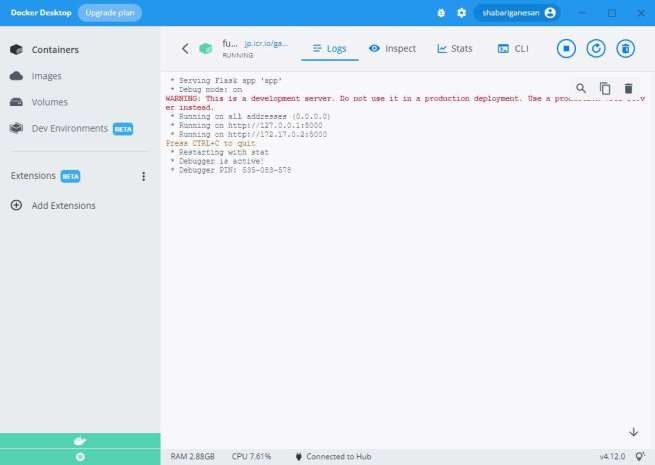 Docker Desktop Upgrade plan shabariganesan
Containers
Images
Volumes
Dev Environments BETA
Extensions BETA
Add Extensions
fu... jp.icr.io/ga...
RUNNING
Logs Inspect Stats CLI
* Serving Flask app 'app'
* Debug mode: on
WARNING: This is a development server. Do not use it in a production deployment. Use a
er instead.
* Running on all addresses (0.0.0.0)
* Running on http://127.0.0.1:5000
* Running on http://172.17.0.2:5000
Press CTRL+C to quit
* Restarting with stat
* Debugger is active!
* Debugger PIN:
RAM 2.88GB CPU 7.61% Connected to Hub v4.12.0